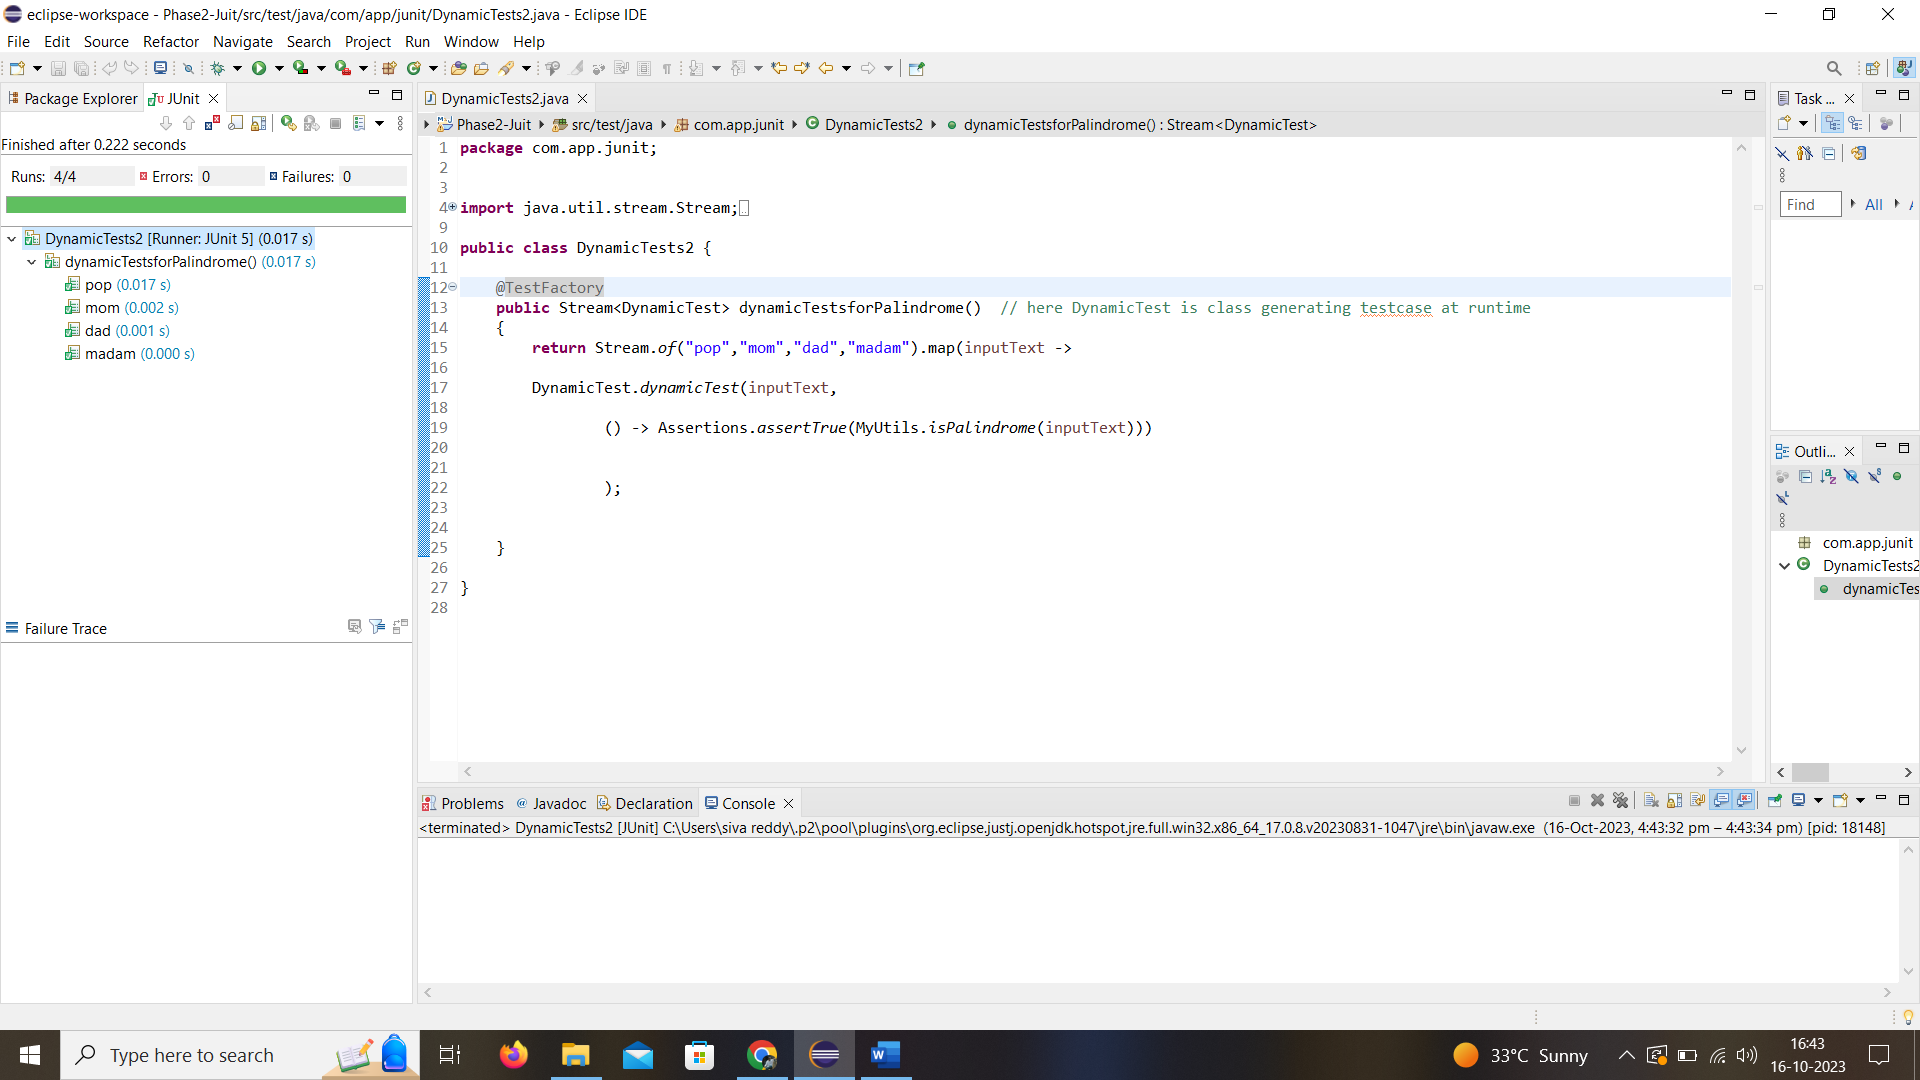 eclipse-workspace - Phase2-Juit/src/test/java/com/app/junit/DynamicTests2.java - Eclipse IDE
File Edit Source Refactor Navigate Search Project Run Window Help
Package Explorer JUnit
Finished after 0.222 seconds
Runs: 4/4 Errors: 0 Failures: 0
DynamicTests2 [Runner: JUnit 5] (0.017 s)
dynamicTestsforPalindrome() (0.017 s)
pop (0.017 s)
mom (0.002 s)
dad (0.001 s)
madam (0.000 s)
Failure Trace
DynamicTests2.java
Phase2-Juit src/test/java com.app.junit DynamicTests2 dynamicTestsforPalindrome() : Stream<DynamicTest>
1 package com.app.junit;
2
3
4 import java.util.stream.Stream;
9
10 public class DynamicTests2 {
11
12 @TestFactory
13 public Stream<DynamicTest> dynamicTestsforPalindrome() // here DynamicTest is class generating testcase at runtime
14 {
15 return Stream.of("pop","mom","dad","madam").map(inputText ->
16
17 DynamicTest.dynamicTest(inputText,
18
19 () -> Assertions.assertTrue(MyUtils.isPalindrome(inputText)))
20
21
22 );
23
24
25 }
26
27 }
28
Task ...
Find All
Outli...
com.app.junit
DynamicTests2
dynamicTes
Problems Javadoc Declaration Console
<terminated> DynamicTests2 [JUnit] C:\Users\siva reddy\.p2\pool\plugins\org.eclipse.justj.openjdk.hotspot.jre.full.win32.x86_64_17.0.8.v20230831-1047\jre\bin\javaw.exe (16-Oct-2023, 4:43:32 pm – 4:43:34 pm) [pid: 18148]
Type here to search
33°C Sunny
16:43
16-10-2023